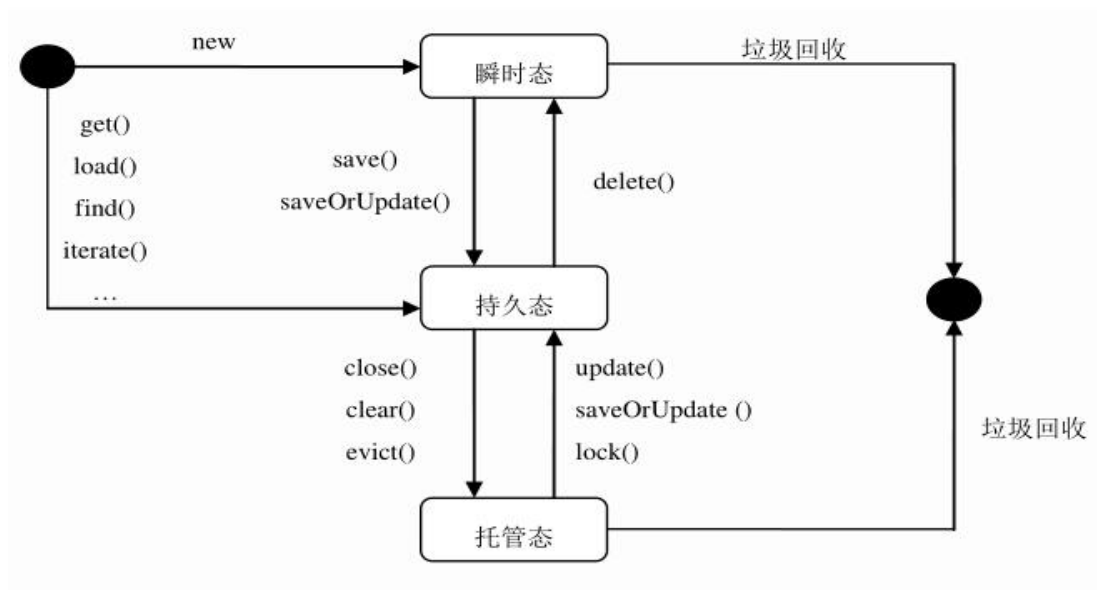 new
瞬时态
垃圾回收
get()
load()
find()
iterate()
…
save()
saveOrUpdate()
delete()
持久态
close()
clear()
evict()
update()
saveOrUpdate ()
lock()
垃圾回收
托管态